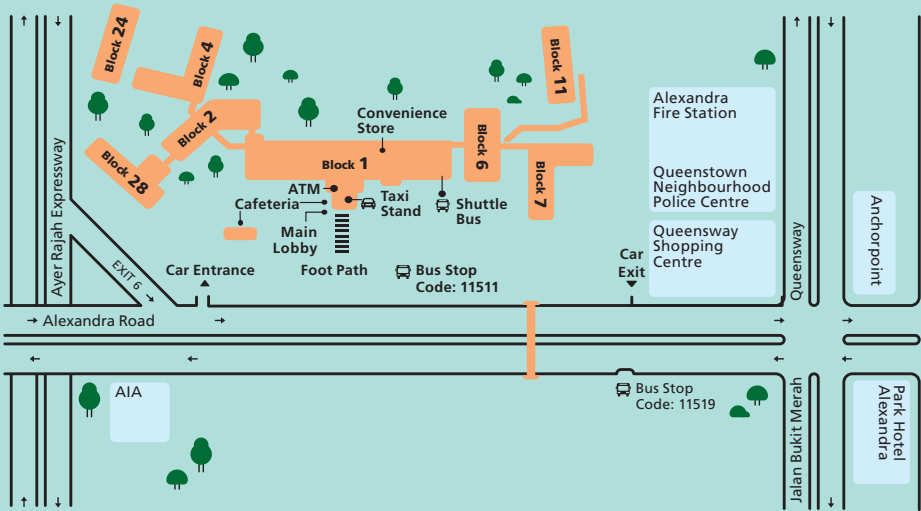 Block 24
Block 4
Block 11
Block 2
Convenience
Store
Alexandra
Fire Station
Block 28
Block 1
Block 6
Block 7
ATM
Cafeteria
Taxi
Stand
Shuttle
Bus
Main
Lobby
Foot Path
Queenstown
Neighbourhood
Police Centre
Queensway
Shopping
Centre
Anchorpoint
Ayer Rajah Expressway
EXIT 6
Car Entrance
Bus Stop
Code: 11511
Car
Exit
Queensway
Alexandra Road
AIA
Bus Stop
Code: 11519
Jalan Bukit Merah
Park Hotel
Alexandra